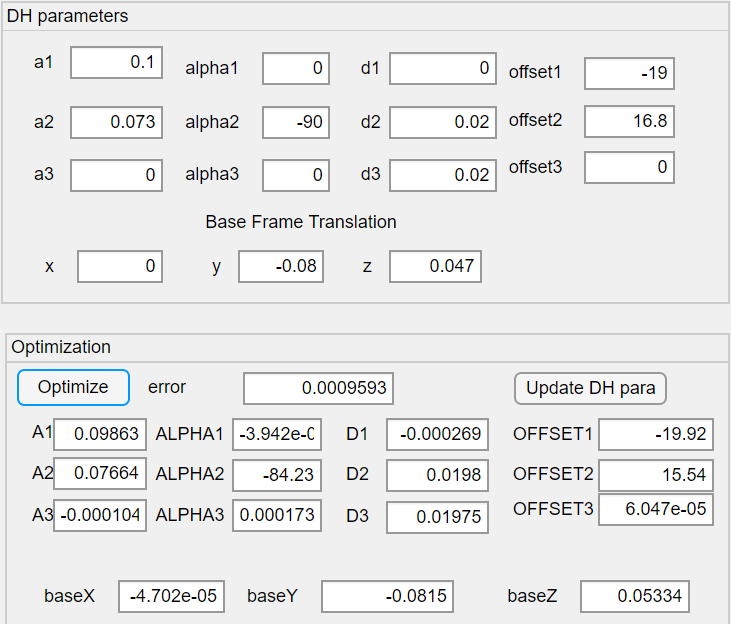 DH parameters
a1 0.1 alpha1 0 d1 0 offset1 -19
a2 0.073 alpha2 -90 d2 0.02 offset2 16.8
a3 0 alpha3 0 d3 0.02 offset3 0
Base Frame Translation
x 0 y -0.08 z 0.047
Optimization
Optimize error 0.0009593 Update DH para
A1 0.09863 ALPHA1 -3.942e-0 D1 -0.000269 OFFSET1 -19.92
A2 0.07664 ALPHA2 -84.23 D2 0.0198 OFFSET2 15.54
A3 -0.000104 ALPHA3 0.000173 D3 0.01975 OFFSET3 6.047e-05
baseX -4.702e-05 baseY -0.0815 baseZ 0.05334